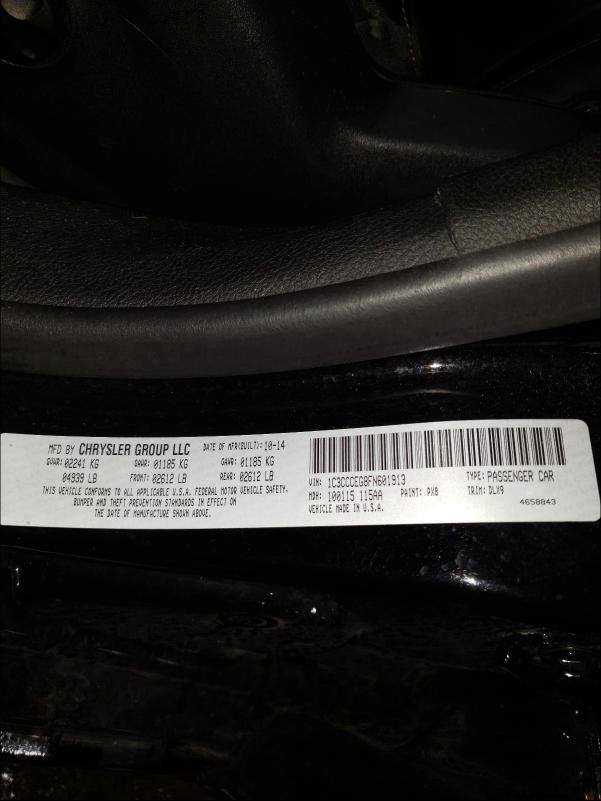 MFD BY CHRYSLER GROUP LLC DATE OF MFR(BUILT): 10-14
GVWR: 02241 KG GAWR: 01185 KG GAWR: 01185 KG
04939 LB FRONT: 02612 LB REAR: 02612 LB
THIS VEHICLE CONFORMS TO ALL APPLICABLE U.S.A. FEDERAL MOTOR VEHICLE SAFETY,
BUMPER AND THEFT PREVENTION STANDARDS IN EFFECT ON
THE DATE OF MANUFACTURE SHOWN ABOVE.
VIN: 1C3CCCEG8FN601913 TYPE: PASSENGER CAR
MDH: 100115 115AA PAINT: PX8 TRIM: DLX9
VEHICLE MADE IN U.S.A. 4658843